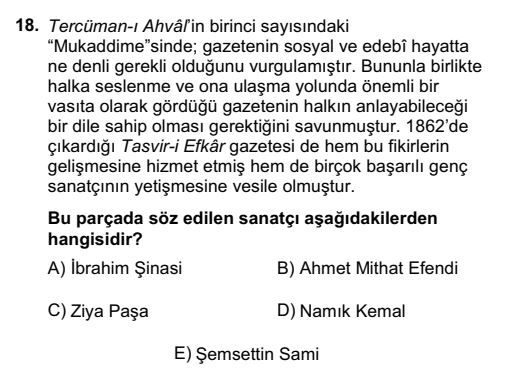 18. Tercüman-ı Ahvâl'in birinci sayısındaki
"Mukaddime"sinde; gazetenin sosyal ve edebî hayatta
ne denli gerekli olduğunu vurgulamıştır. Bununla birlikte
halka seslenme ve ona ulaşma yolunda önemli bir
vasıta olarak gördüğü gazetenin halkın anlayabileceği
bir dile sahip olması gerektiğini savunmuştur. 1862'de
çıkardığı Tasvir-i Efkâr gazetesi de hem bu fikirlerin
gelişmesine hizmet etmiş hem de birçok başarılı genç
sanatçının yetişmesine vesile olmuştur.
Bu parçada söz edilen sanatçı aşağıdakilerden
hangisidir?
A) İbrahim Şinasi B) Ahmet Mithat Efendi
C) Ziya Paşa D) Namık Kemal
E) Şemsettin Sami